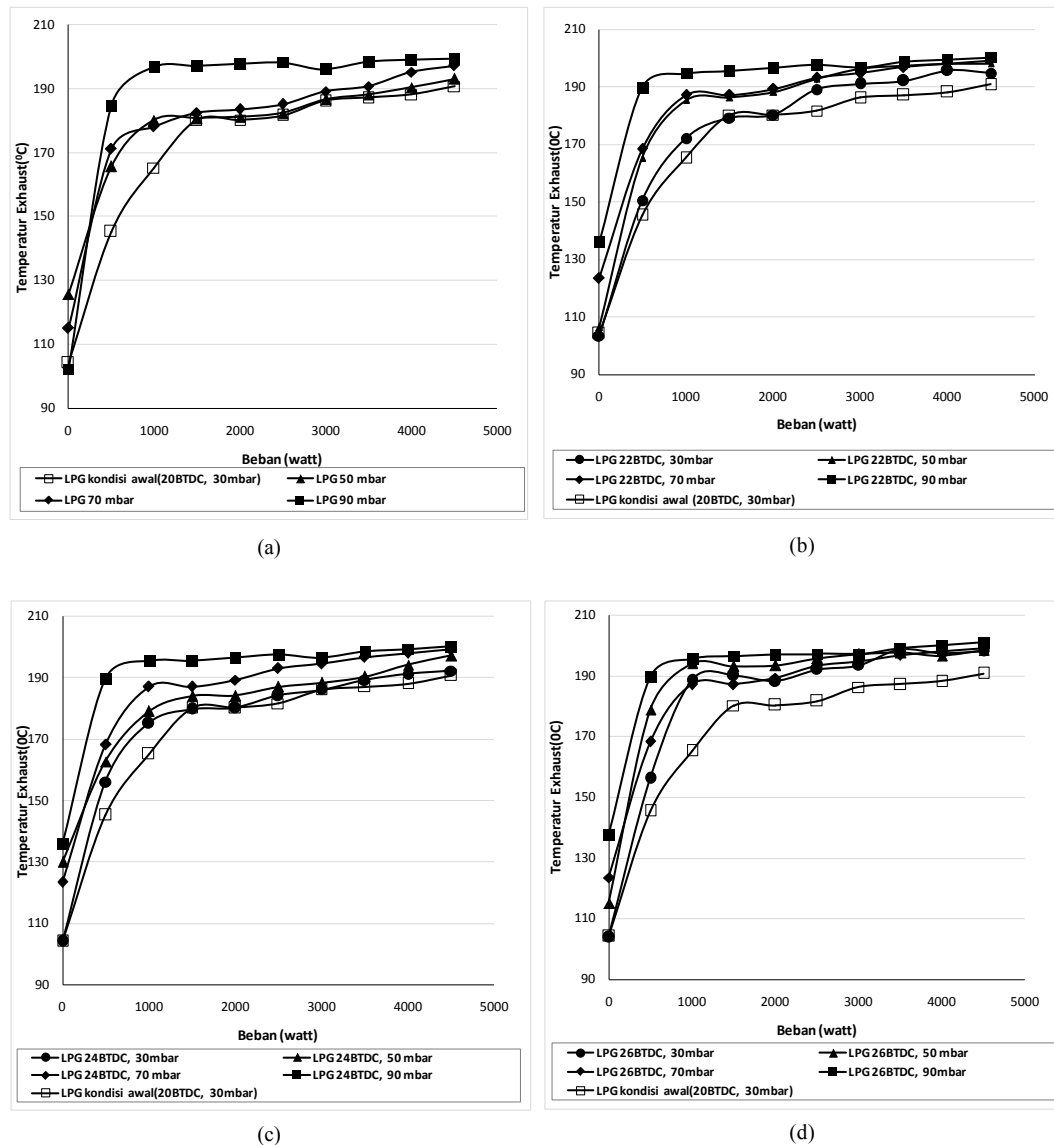 210
190
170
150
130
110
90
Temperatur Exhaust(⁰C)
0 1000 2000 3000 4000 5000
Beban (watt)
LPG kondisi awal(20BTDC, 30mbar) LPG 50 mbar
LPG 70 mbar LPG 90 mbar
(a)
210
190
170
150
130
110
90
Temperatur Exhaust(0C)
0 1000 2000 3000 4000 5000
Beban (watt)
LPG 22BTDC, 30mbar LPG 22BTDC, 50 mbar
LPG 22BTDC, 70 mbar LPG 22BTDC, 90 mbar
LPG kondisi awal (20BTDC, 30mbar)
(b)
210
190
170
150
130
110
90
Temperatur Exhaust(0C)
0 1000 2000 3000 4000 5000
Beban (watt)
LPG 24BTDC, 30mbar LPG 24BTDC, 50 mbar
LPG 24BTDC, 70 mbar LPG 24BTDC, 90 mbar
LPG kondisi awal(20BTDC, 30mbar)
(c)
210
190
170
150
130
110
90
Temperatur Exhaust(0C)
0 1000 2000 3000 4000 5000
Beban (watt)
LPG 26BTDC, 30mbar LPG 26BTDC, 50 mbar
LPG 26BTDC, 70mbar LPG 26BTDC, 90mbar
LPG kondisi awal(20BTDC, 30mbar)
(d)